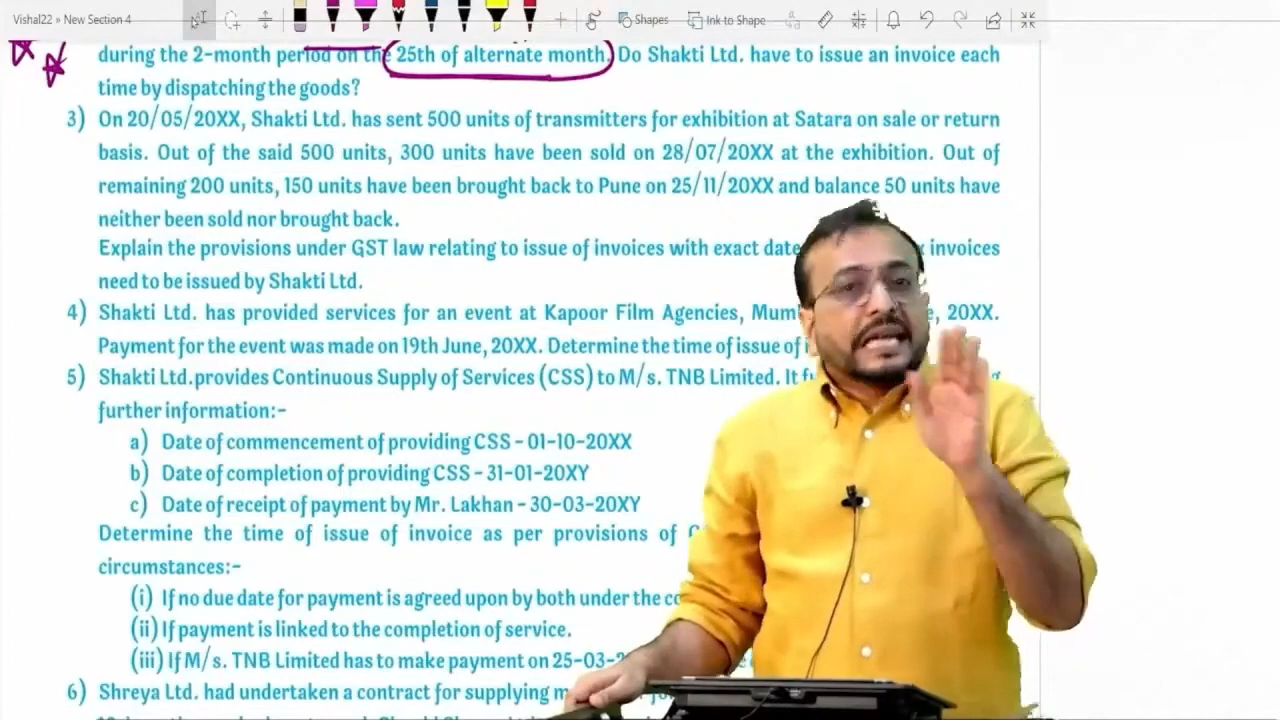 Vishal22 » New Section 4
Shapes
Ink to Shape
during the 2-month period on the 25th of alternate month. Do Shakti Ltd. have to issue an invoice each
time by dispatching the goods?
3) On 20/05/20XX, Shakti Ltd. has sent 500 units of transmitters for exhibition at Satara on sale or return
basis. Out of the said 500 units, 300 units have been sold on 28/07/20XX at the exhibition. Out of
remaining 200 units, 150 units have been brought back to Pune on 25/11/20XX and balance 50 units have
neither been sold nor brought back.
Explain the provisions under GST law relating to issue of invoices with exact date invoices
need to be issued by Shakti Ltd.
4) Shakti Ltd. has provided services for an event at Kapoor Film Agencies, 20XX.
Payment for the event was made on 19th June, 20XX. Determine the time of issue of
5) Shakti Ltd.provides Continuous Supply of Services (CSS) to M/s. TNB Limited. It
further information:-
a) Date of commencement of providing CSS - 01-10-20XX
b) Date of completion of providing CSS - 31-01-20XY
c) Date of receipt of payment by Mr. Lakhan - 30-03-20XY
Determine the time of issue of invoice as per provisions of
circumstances:-
(i) If no due date for payment is agreed upon by both under the
(ii) If payment is linked to the completion of service.
(iii) If M/s. TNB Limited has to make payment on 25-03-
6) Shreya Ltd. had undertaken a contract for supplying